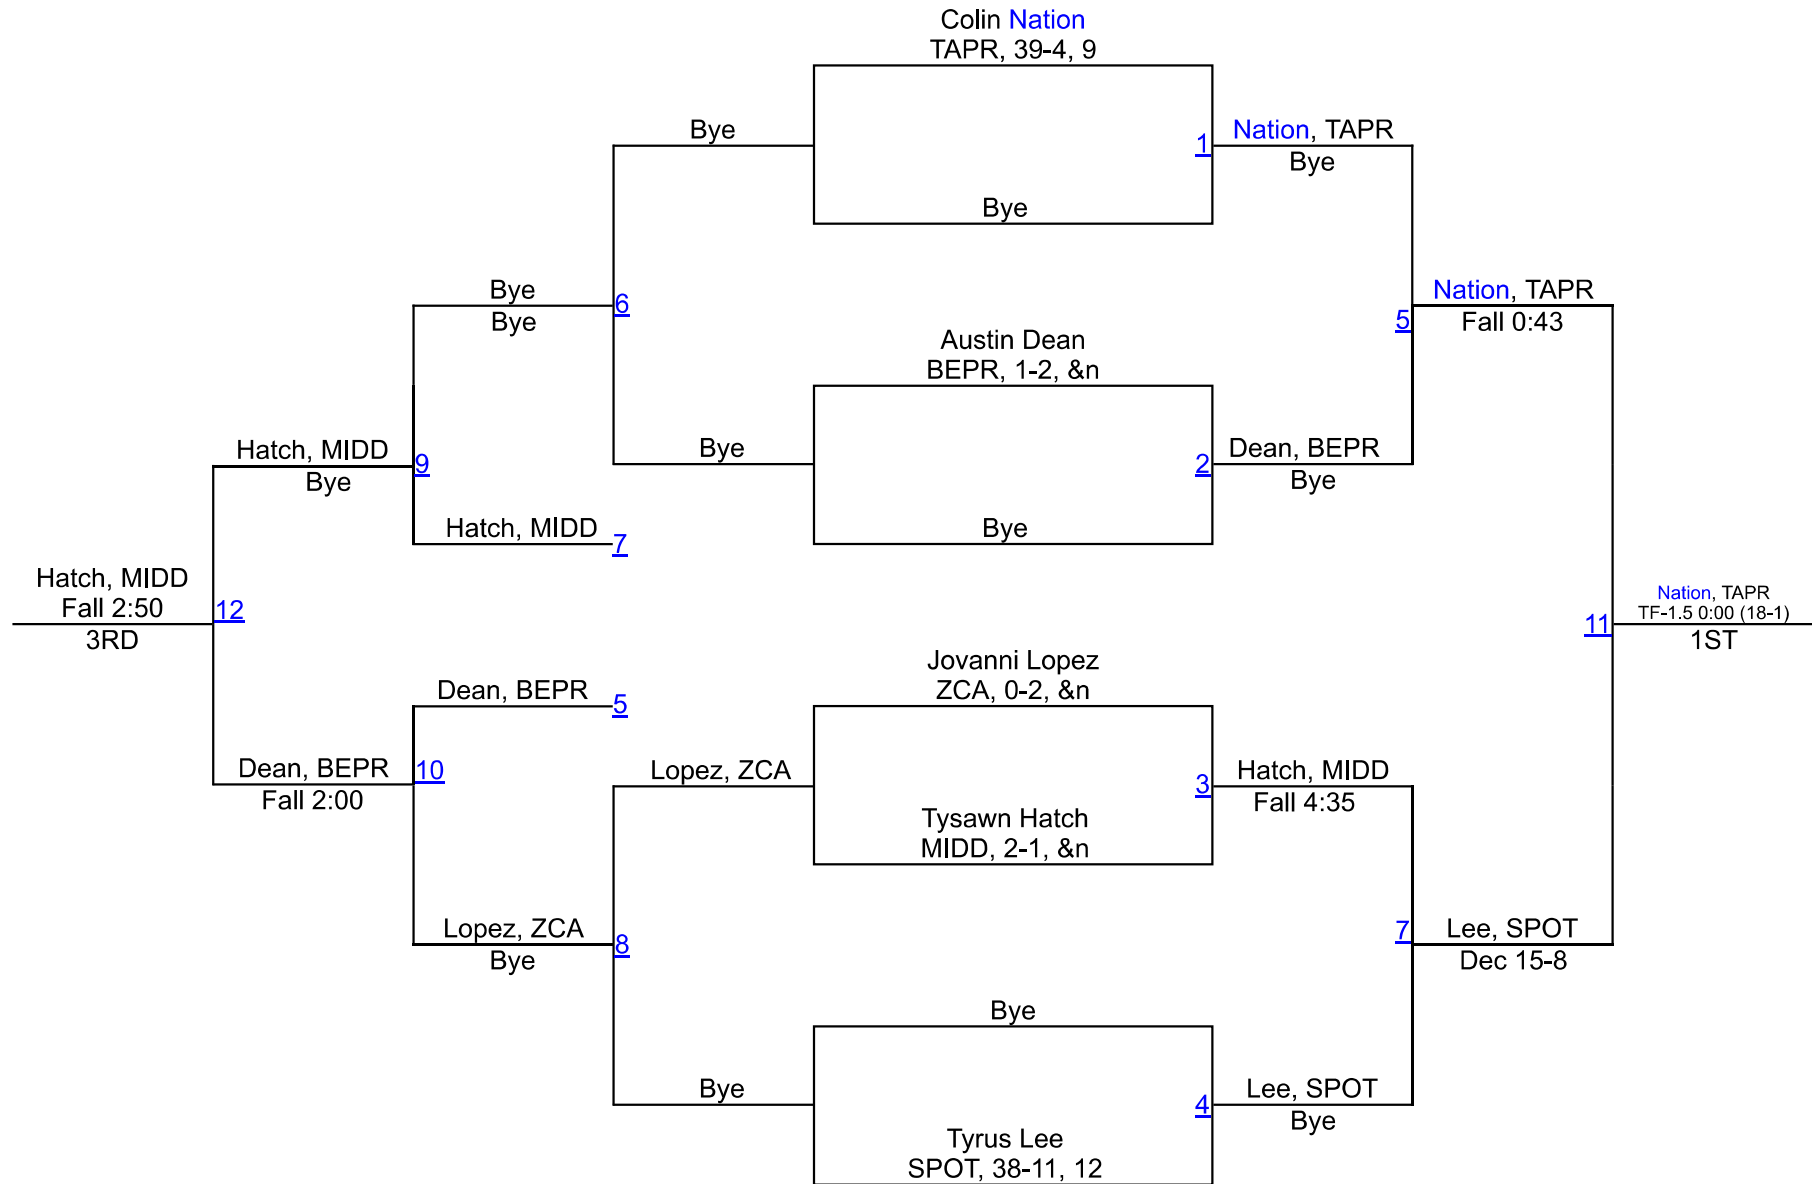 Colin Nation
TAPR, 39-4, 9
Bye
1
Nation, TAPR
Bye
Bye
Bye
Bye
6
Nation, TAPR
5
Fall 0:43
Austin Dean
BEPR, 1-2, &n
Hatch, MIDD
Bye
9
Bye
2
Dean, BEPR
Bye
Hatch, MIDD
7
Bye
Hatch, MIDD
Fall 2:50
3RD
12
11
Nation, TAPR
TF-1.5 0:00 (18-1)
1ST
Jovanni Lopez
ZCA, 0-2, &n
Dean, BEPR
5
Dean, BEPR
Fall 2:00
10
Lopez, ZCA
3
Hatch, MIDD
Fall 4:35
Tysawn Hatch
MIDD, 2-1, &n
Lopez, ZCA
Bye
8
7
Lee, SPOT
Dec 15-8
Bye
Bye
4
Lee, SPOT
Bye
Tyrus Lee
SPOT, 38-11, 12